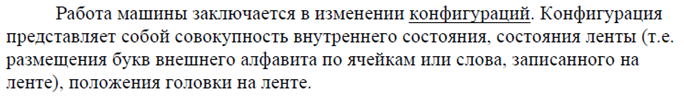 Работа машины заключается в изменении конфигураций. Конфигурация
представляет собой совокупность внутреннего состояния, состояния ленты (т.е.
размещения букв внешнего алфавита по ячейкам или слова, записанного на
ленте), положения головки на ленте.